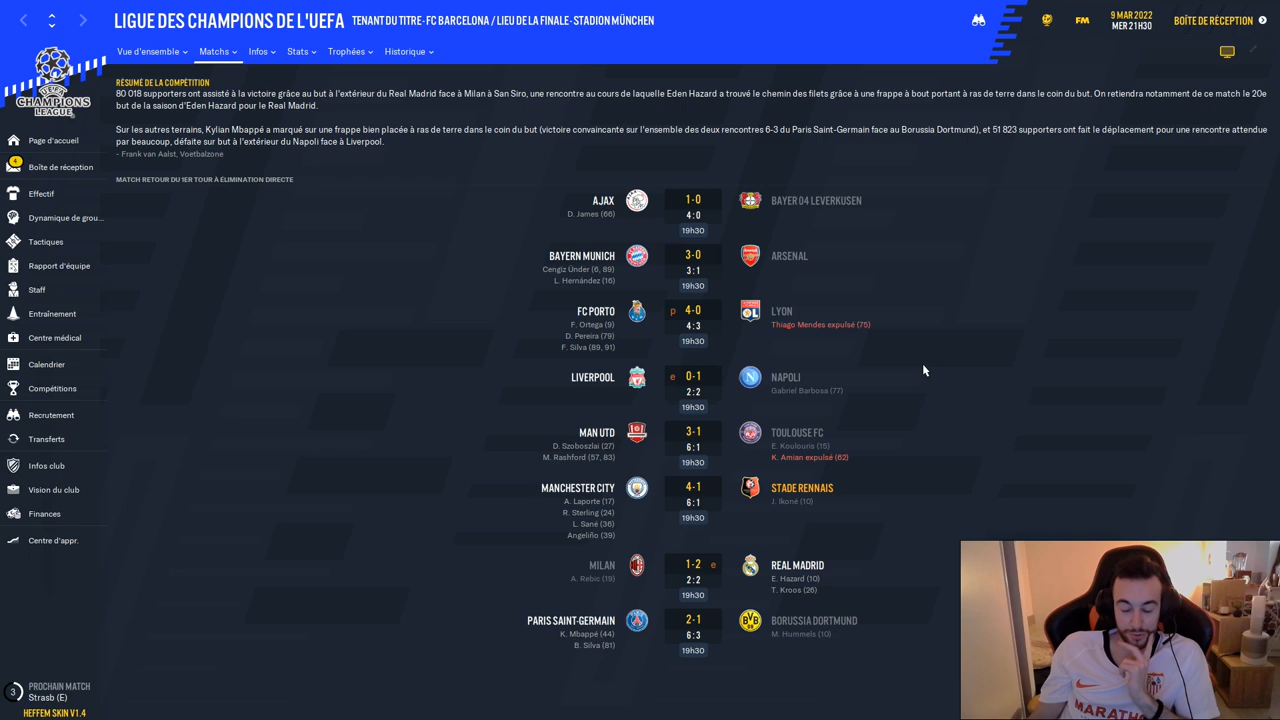 LIGUE DES CHAMPIONS DE L'UEFA TENANT DU TITRE - FC BARCELONA / LIEU DE LA FINALE - STADION MÜNCHEN
FM
9 MAR 2022
MER 21H30
BOÎTE DE RÉCEPTION
Vue d'ensemble Matchs Infos Stats Trophées Historique
CHAMPIONS
LEAGUE
Page d'accueil
4
Boîte de réception
Effectif
Dynamique de grou...
Tactiques
Rapport d'équipe
Staff
Entraînement
Centre médical
Calendrier
Compétitions
Recrutement
Transferts
Infos club
Vision du club
Finances
Centre d'appr.
3
PROCHAIN MATCH
Strasb (E)
HEFFEM SKIN V1.4
RÉSUMÉ DE LA COMPÉTITION
80 018 supporters ont assisté à la victoire grâce au but à l'extérieur du Real Madrid face à Milan à San Siro, une rencontre au cours de laquelle Eden Hazard a trouvé le chemin des filets grâce à une frappe à bout portant à ras de terre dans le coin du but. On retiendra notamment de ce match le 20e
but de la saison d'Eden Hazard pour le Real Madrid.
Sur les autres terrains, Kylian Mbappé a marqué sur une frappe bien placée à ras de terre dans le coin du but (victoire convaincante sur l'ensemble des deux rencontres 6-3 du Paris Saint-Germain face au Borussia Dortmund), et 51 823 supporters ont fait le déplacement pour une rencontre attendue
par beaucoup, défaite sur but à l'extérieur du Napoli face à Liverpool.
- Frank van Aalst, Voetbalzone
MATCH RETOUR DU 1ER TOUR À ÉLIMINATION DIRECTE
AJAX 1-0 BAYER 04 LEVERKUSEN
D. James (66) 4:0
19h30
BAYERN MUNICH 3-0 ARSENAL
Cengiz Ünder (6, 89) 3:1
L. Hernández (16) 19h30
FC PORTO p 4-0 LYON
F. Ortega (9) 4:3 Thiago Mendes expulsé (75)
D. Pereira (79) 19h30
F. Silva (89, 91)
LIVERPOOL e 0-1 NAPOLI
2:2 Gabriel Barbosa (77)
19h30
MAN UTD 3-1 TOULOUSE FC
D. Szoboszlai (27) 6:1 E. Koulouris (15)
M. Rashford (57, 83) 19h30 K. Amian expulsé (62)
MANCHESTER CITY 4-1 STADE RENNAIS
A. Laporte (17) 6:1 J. Ikoné (10)
R. Sterling (24) 19h30
L. Sané (36)
Angeliño (39)
MILAN 1-2 e REAL MADRID
A. Rebic (19) 2:2 E. Hazard (10)
19h30 T. Kroos (26)
PARIS SAINT-GERMAIN 2-1 BORUSSIA DORTMUND
K. Mbappé (44) 6:3 M. Hummels (10)
B. Silva (81) 19h30
MARATHO